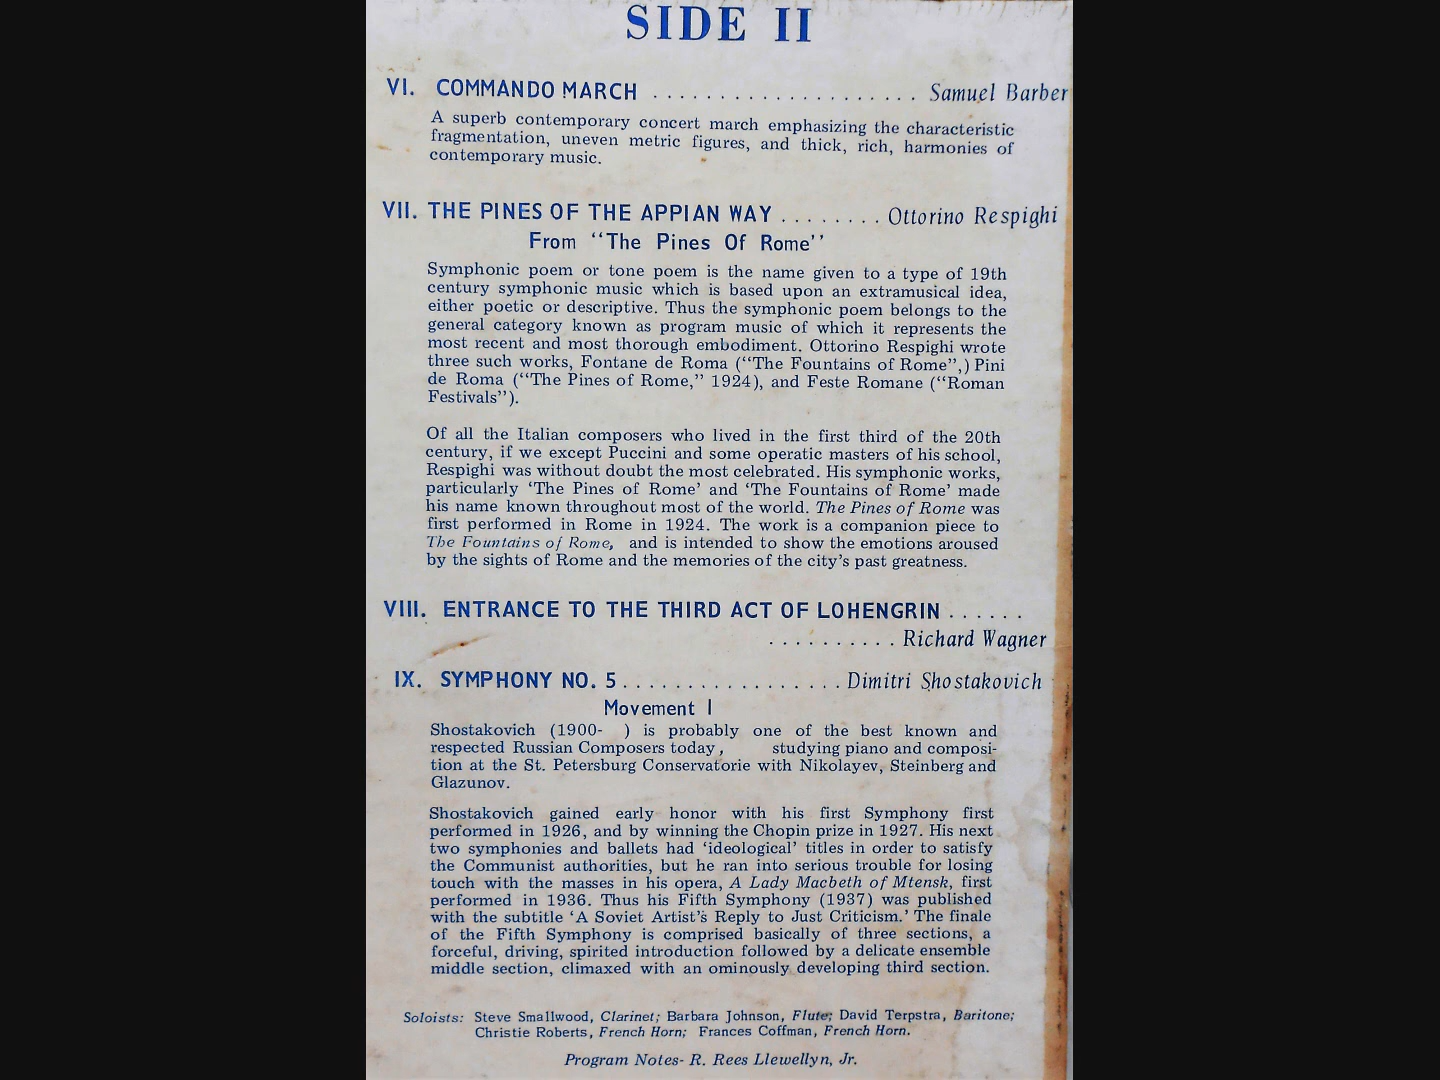 SIDE II
VI. COMMANDO MARCH .................... Samuel Barber
A superb contemporary concert march emphasizing the characteristic
fragmentation, uneven metric figures, and thick, rich, harmonies of
contemporary music.
VII. THE PINES OF THE APPIAN WAY ........ Ottorino Respighi
From "The Pines Of Rome"
Symphonic poem or tone poem is the name given to a type of 19th
century symphonic music which is based upon an extramusical idea,
either poetic or descriptive. Thus the symphonic poem belongs to the
general category known as program music of which it represents the
most recent and most thorough embodiment. Ottorino Respighi wrote
three such works, Fontane de Roma ("The Fountains of Rome",) Pini
de Roma ("The Pines of Rome," 1924), and Feste Romane ("Roman
Festivals").
Of all the Italian composers who lived in the first third of the 20th
century, if we except Puccini and some operatic masters of his school,
Respighi was without doubt the most celebrated. His symphonic works,
particularly 'The Pines of Rome' and 'The Fountains of Rome' made
his name known throughout most of the world. The Pines of Rome was
first performed in Rome in 1924. The work is a companion piece to
The Fountains of Rome, and is intended to show the emotions aroused
by the sights of Rome and the memories of the city's past greatness.
VIII. ENTRANCE TO THE THIRD ACT OF LOHENGRIN ......
.......... Richard Wagner
IX. SYMPHONY NO. 5 ................. Dimitri Shostakovich
Movement I
Shostakovich (1900- ) is probably one of the best known and
respected Russian Composers today, studying piano and composi-
tion at the St. Petersburg Conservatorie with Nikolayev, Steinberg and
Glazunov.
Shostakovich gained early honor with his first Symphony first
performed in 1926, and by winning the Chopin prize in 1927. His next
two symphonies and ballets had 'ideological' titles in order to satisfy
the Communist authorities, but he ran into serious trouble for losing
touch with the masses in his opera, A Lady Macbeth of Mtensk, first
performed in 1936. Thus his Fifth Symphony (1937) was published
with the subtitle 'A Soviet Artist's Reply to Just Criticism.' The finale
of the Fifth Symphony is comprised basically of three sections, a
forceful, driving, spirited introduction followed by a delicate ensemble
middle section, climaxed with an ominously developing third section.
Soloists: Steve Smallwood, Clarinet; Barbara Johnson, Flute; David Terpstra, Baritone;
Christie Roberts, French Horn; Frances Coffman, French Horn.
Program Notes- R. Rees Llewellyn, Jr.